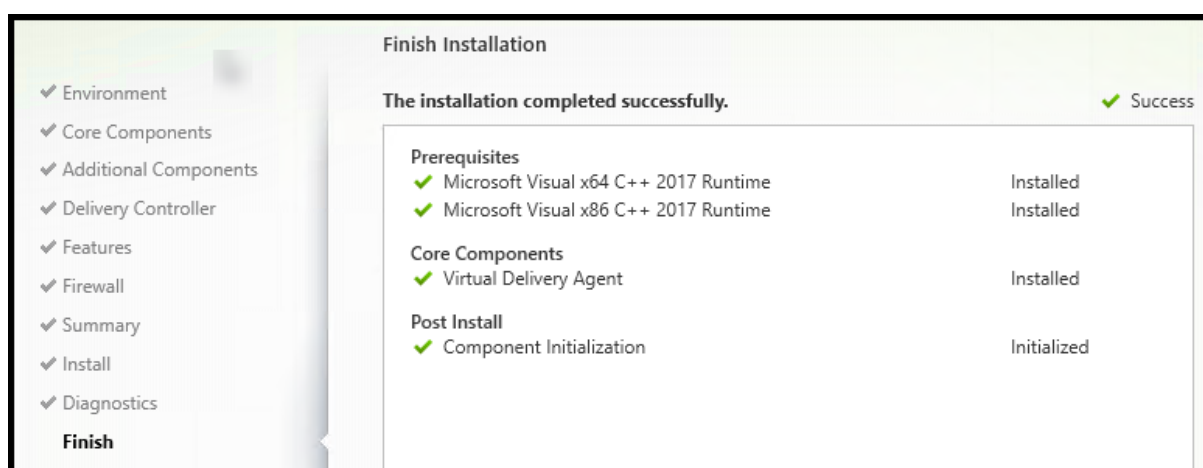 Finish Installation
Environment
Core Components
Additional Components
Delivery Controller
Features
Firewall
Summary
Install
Diagnostics
Finish
The installation completed successfully. Success
Prerequisites
Microsoft Visual x64 C++ 2017 Runtime Installed
Microsoft Visual x86 C++ 2017 Runtime Installed
Core Components
Virtual Delivery Agent Installed
Post Install
Component Initialization Initialized